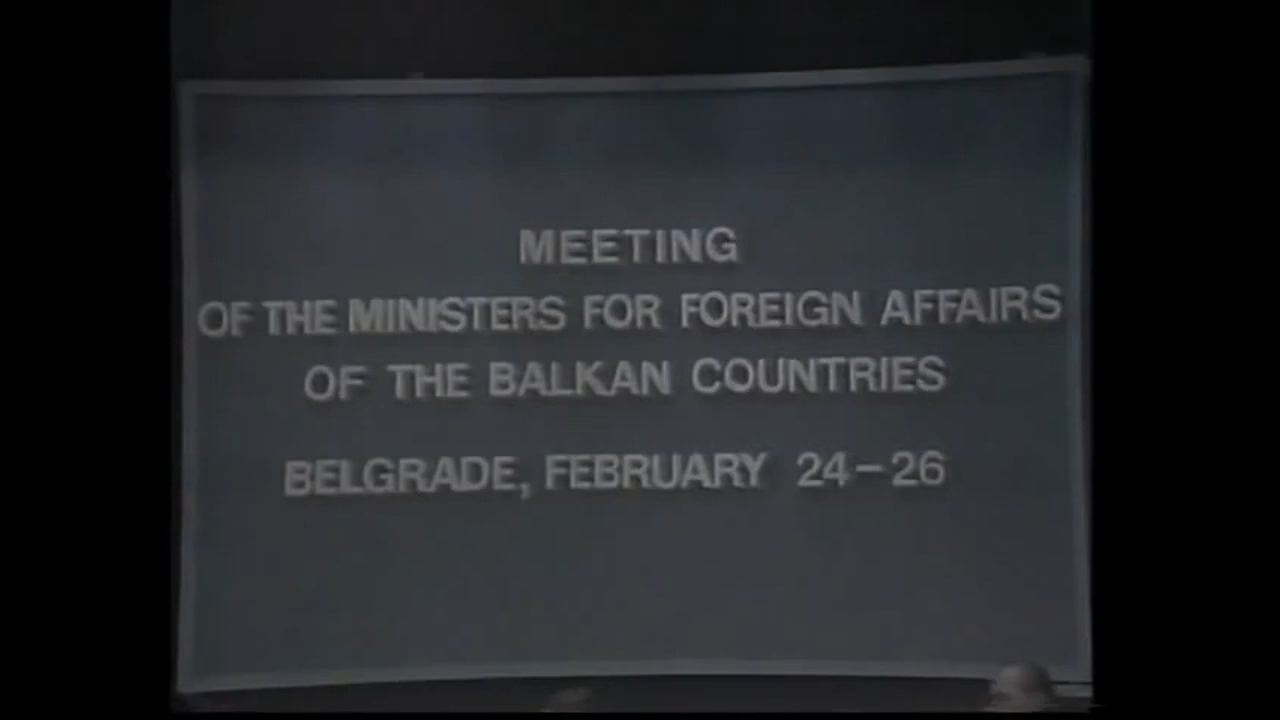 MEETING
OF THE MINISTERS FOR FOREIGN AFFAIRS
OF THE BALKAN COUNTRIES
BELGRADE, FEBRUARY 24-26